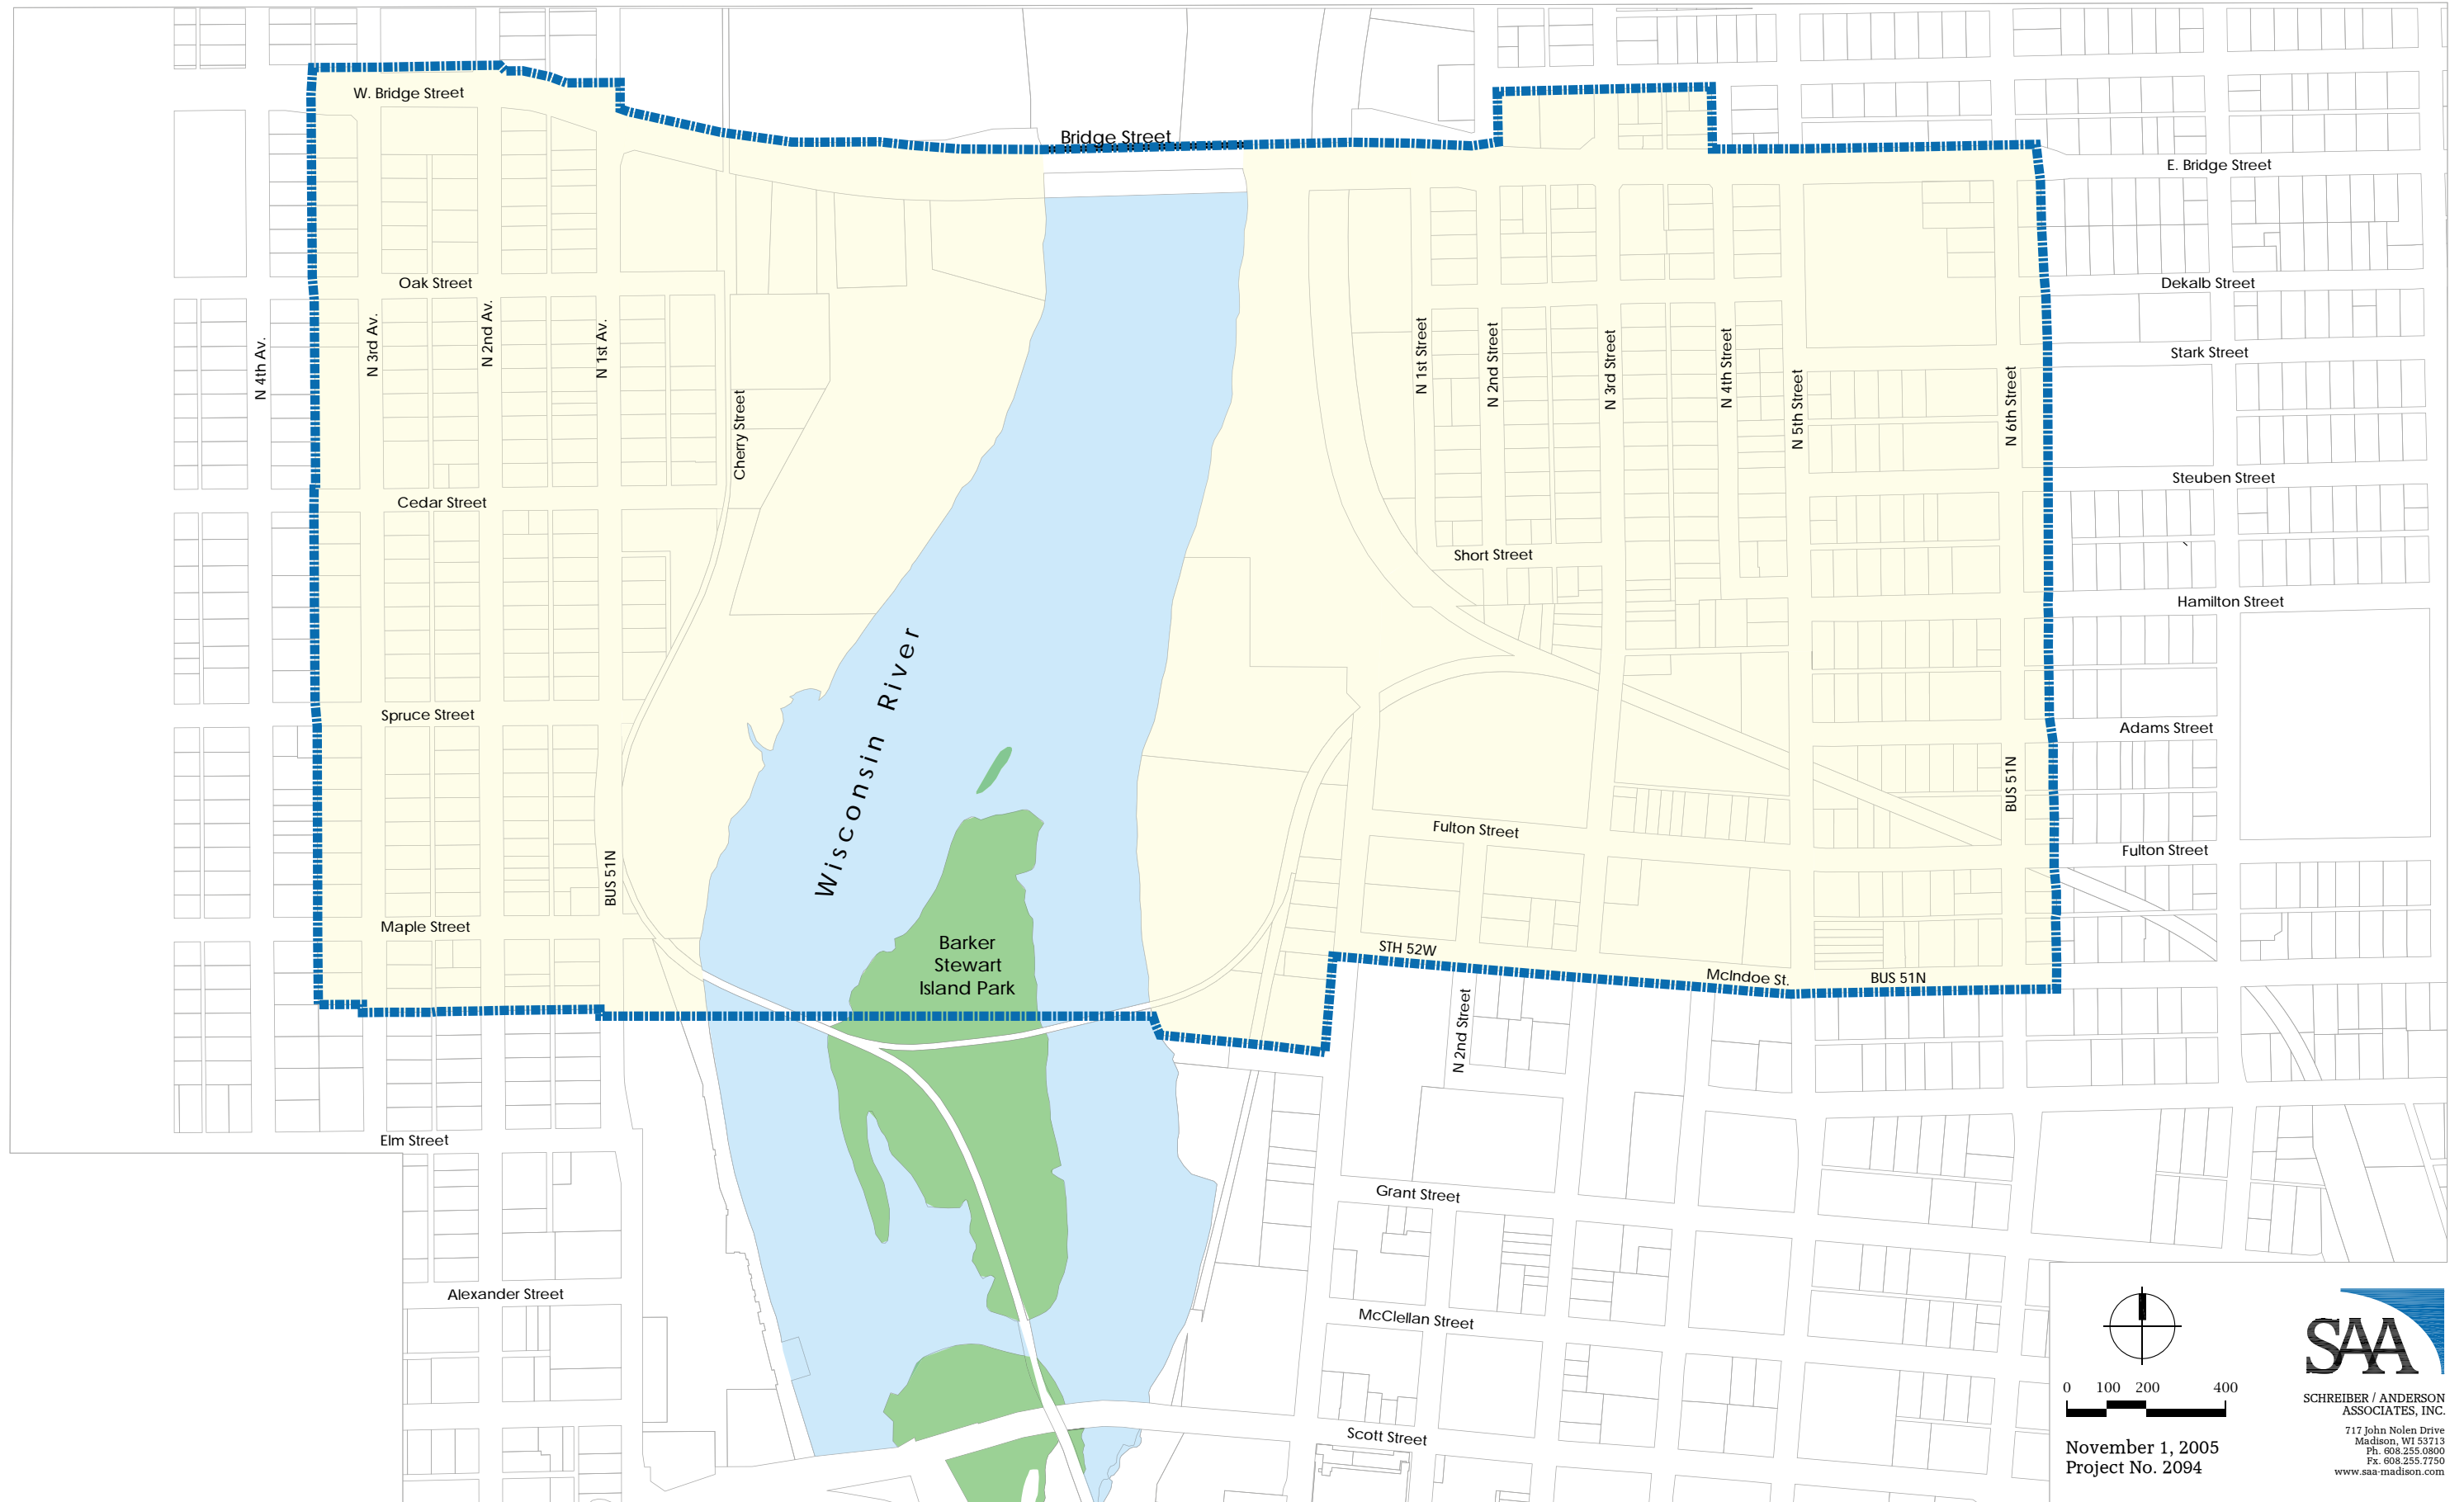 W. Bridge Street
Bridge Street
E. Bridge Street
Oak Street
Dekalb Street
N 4th Av.
N 3rd Av.
N 2nd Av.
N 1st Av.
Cherry Street
N 1st Street
N 2nd Street
N 3rd Street
N 4th Street
N 5th Street
N 6th Street
Stark Street
Steuben Street
Cedar Street
Short Street
Hamilton Street
Wisconsin River
Spruce Street
Adams Street
BUS 51N
BUS 51N
Fulton Street
Fulton Street
Maple Street
Barker
Stewart
Island Park
STH 52W
McIndoe St.
BUS 51N
N 2nd Street
Elm Street
Grant Street
Alexander Street
McClellan Street
Scott Street
0 100 200 400
November 1, 2005
Project No. 2094
SAA
SCHREIBER / ANDERSON
ASSOCIATES, INC.
717 John Nolen Drive
Madison, WI 53713
Ph. 608.255.0800
Fx. 608.255.7750
www.saa-madison.com